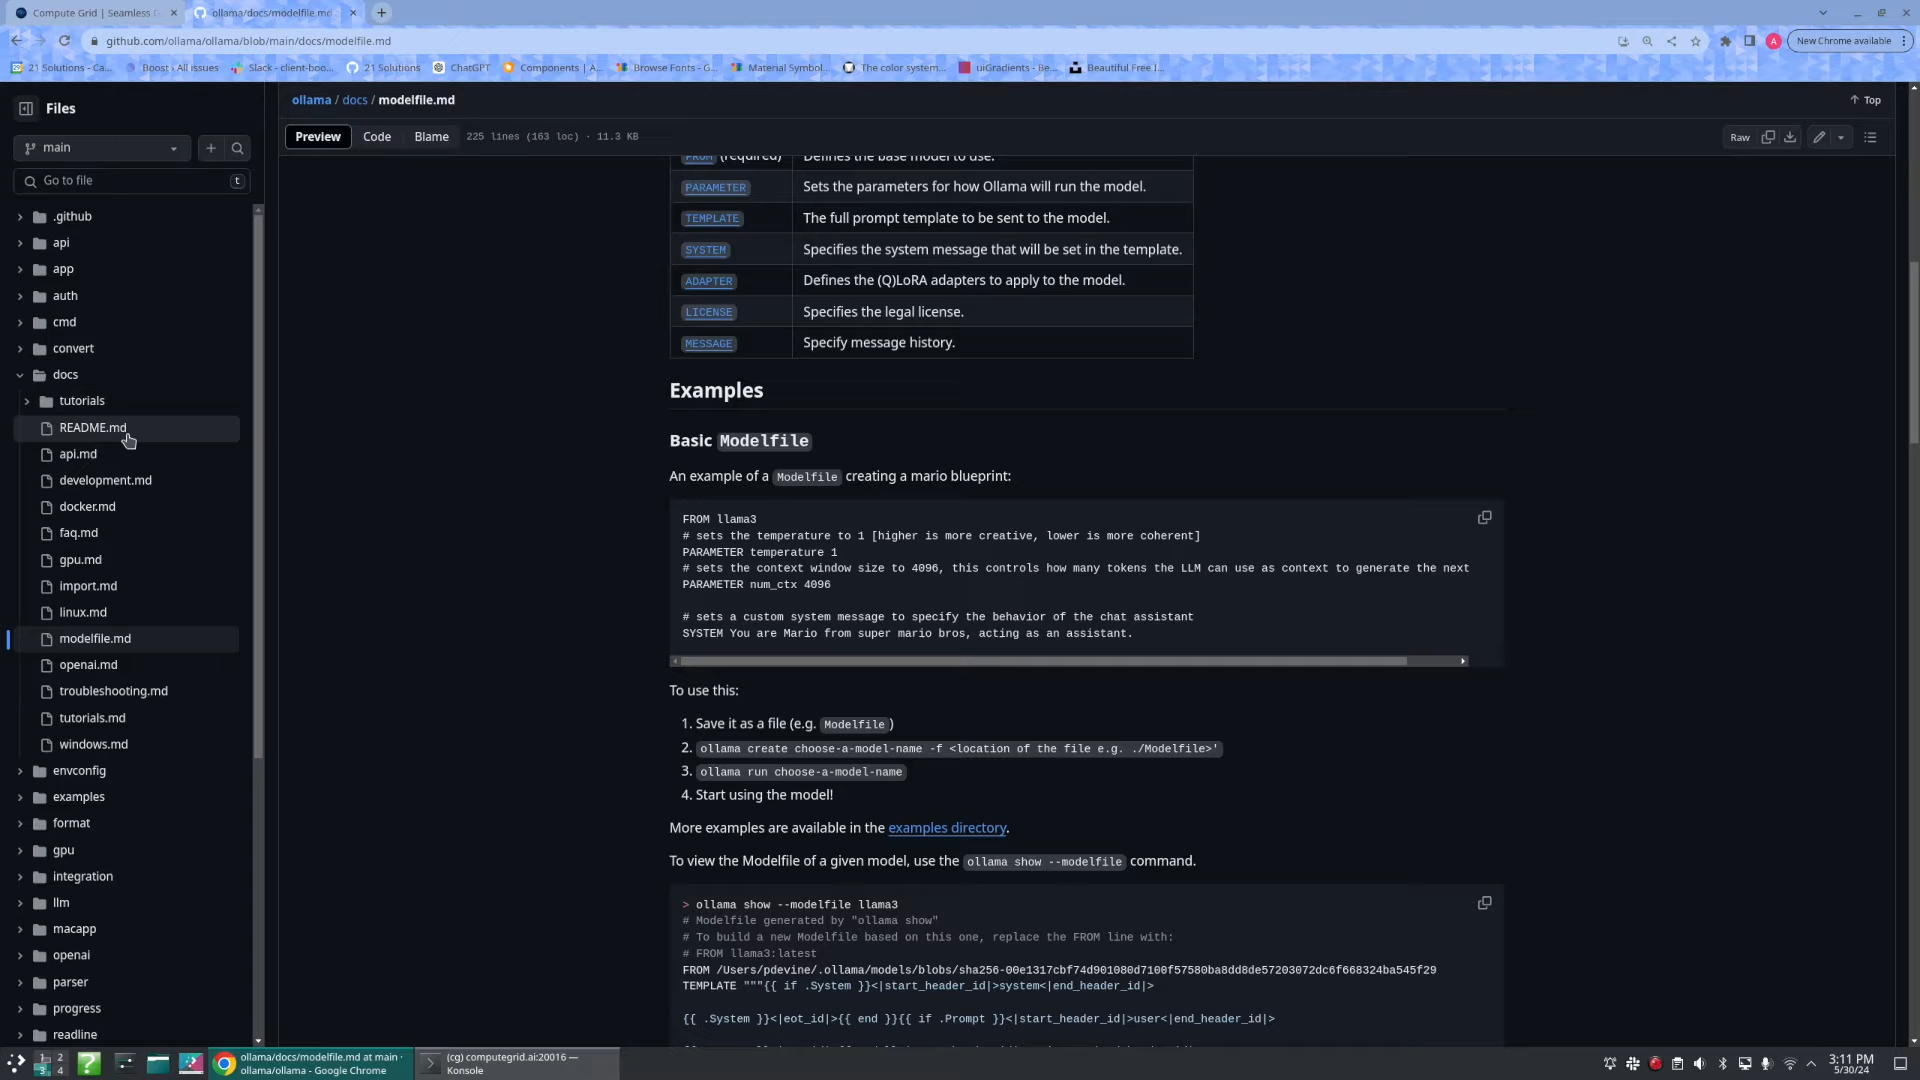 Compute Grid | Seamless D
ollama/docs/modelfile.md
github.com/ollama/ollama/blob/main/docs/modelfile.md
New Chrome available
21 Solutions - Ca...
Boost › All issues
Slack - client-boo...
21 Solutions
ChatGPT
Components | A...
Browse Fonts - G...
Material Symbol...
The color system...
uiGradients - Be...
Beautiful Free I...
Files
main
Go to file
t
.github
api
app
auth
cmd
convert
docs
tutorials
README.md
api.md
development.md
docker.md
faq.md
gpu.md
import.md
linux.md
modelfile.md
openai.md
troubleshooting.md
tutorials.md
windows.md
envconfig
examples
format
gpu
integration
llm
macapp
openai
parser
progress
readline
ollama / docs / modelfile.md
Top
Preview
Code
Blame
225 lines (163 loc) · 11.3 KB
Raw
FROM (required) Defines the base model to use.
PARAMETER Sets the parameters for how Ollama will run the model.
TEMPLATE The full prompt template to be sent to the model.
SYSTEM Specifies the system message that will be set in the template.
ADAPTER Defines the (Q)LoRA adapters to apply to the model.
LICENSE Specifies the legal license.
MESSAGE Specify message history.
Examples
Basic Modelfile
An example of a Modelfile creating a mario blueprint:
FROM llama3
# sets the temperature to 1 [higher is more creative, lower is more coherent]
PARAMETER temperature 1
# sets the context window size to 4096, this controls how many tokens the LLM can use as context to generate the next
PARAMETER num_ctx 4096
# sets a custom system message to specify the behavior of the chat assistant
SYSTEM You are Mario from super mario bros, acting as an assistant.
To use this:
1. Save it as a file (e.g. Modelfile)
2. ollama create choose-a-model-name -f <location of the file e.g. ./Modelfile>'
3. ollama run choose-a-model-name
4. Start using the model!
More examples are available in the examples directory.
To view the Modelfile of a given model, use the ollama show --modelfile command.
> ollama show --modelfile llama3
# Modelfile generated by "ollama show"
# To build a new Modelfile based on this one, replace the FROM line with:
# FROM llama3:latest
FROM /Users/pdevine/.ollama/models/blobs/sha256-00e1317cbf74d901080d7100f57580ba8dd8de57203072dc6f668324ba545f29
TEMPLATE """{{ if .System }}<|start_header_id|>system<|end_header_id|>
{{ .System }}<|eot_id|>{{ end }}{{ if .Prompt }}<|start_header_id|>user<|end_header_id|>
1 2
3 4
ollama/docs/modelfile.md at main ·
ollama/ollama - Google Chrome
(cg) computegrid.ai:20016 —
Konsole
3:11 PM
5/30/24